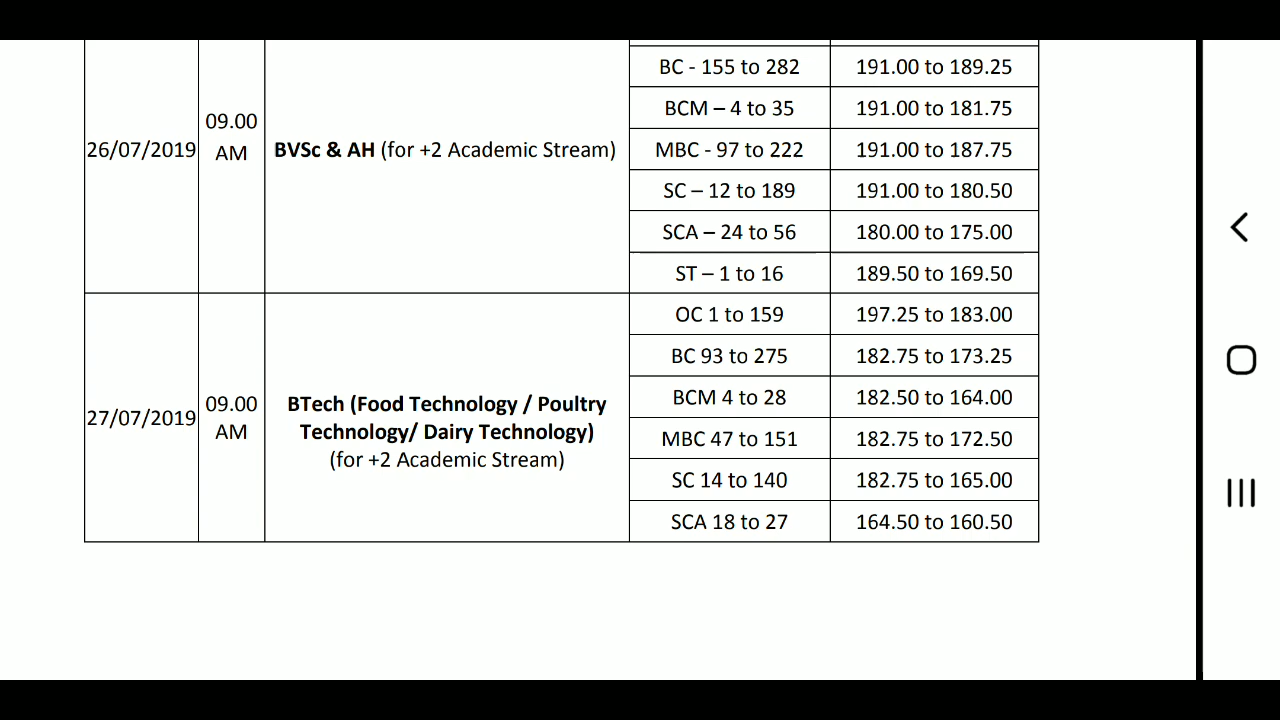 26/07/2019
09.00
AM
BVSc & AH (for +2 Academic Stream)
BC - 155 to 282 191.00 to 189.25
BCM – 4 to 35 191.00 to 181.75
MBC - 97 to 222 191.00 to 187.75
SC – 12 to 189 191.00 to 180.50
SCA – 24 to 56 180.00 to 175.00
ST – 1 to 16 189.50 to 169.50
27/07/2019
09.00
AM
BTech (Food Technology / Poultry
Technology/ Dairy Technology)
(for +2 Academic Stream)
OC 1 to 159 197.25 to 183.00
BC 93 to 275 182.75 to 173.25
BCM 4 to 28 182.50 to 164.00
MBC 47 to 151 182.75 to 172.50
SC 14 to 140 182.75 to 165.00
SCA 18 to 27 164.50 to 160.50